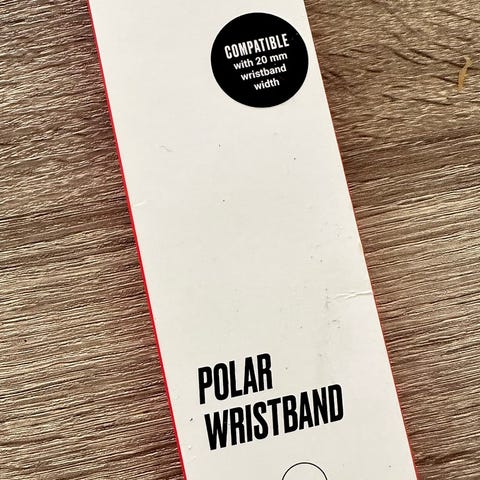 COMPATIBLE
with 20 mm
wristband
width
POLAR
WRISTBAND